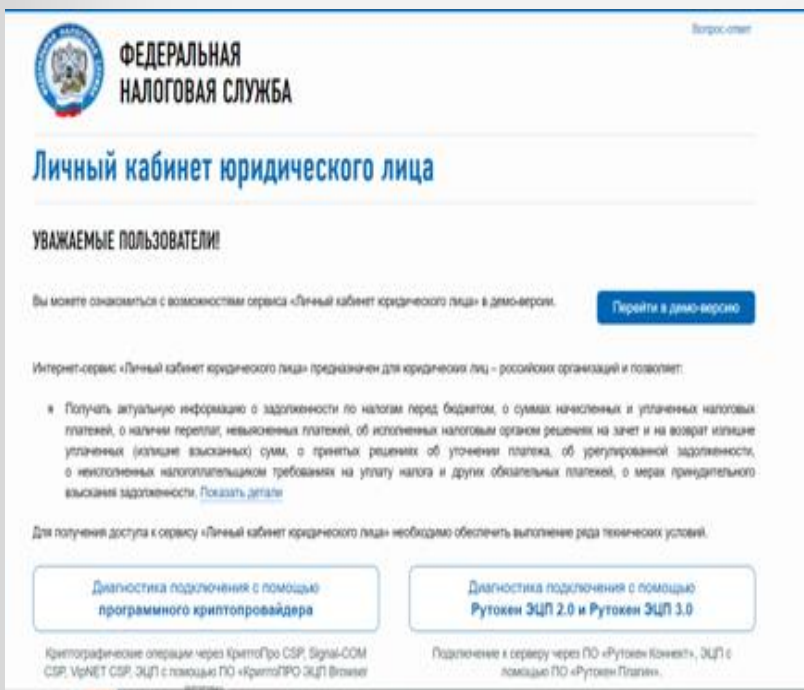 Вопрос-ответ
ФЕДЕРАЛЬНАЯ
НАЛОГОВАЯ СЛУЖБА
Личный кабинет юридического лица
УВАЖАЕМЫЕ ПОЛЬЗОВАТЕЛИ!
Вы можете ознакомиться с возможностями сервиса «Личный кабинет юридического лица» в демо-версии.
Перейти в демо-версию
Интернет-сервис «Личный кабинет юридического лица» предназначен для юридических лиц – российских организаций и позволяет:
Получать актуальную информацию о задолженности по налогам перед бюджетом, о суммах начисленных и уплаченных налоговых
платежей, о наличии переплат, невыясненных платежей, об исполненных налоговым органом решениях на зачет и на возврат излишне
уплаченных (излишне взысканных) сумм, о принятых решениях об уточнении платежа, об урегулированной задолженности,
о неисполненных налогоплательщиком требованиях на уплату налога и других обязательных платежей, о мерах принудительного
взыскания задолженности. Показать детали
Для получения доступа к сервису «Личный кабинет юридического лица» необходимо обеспечить выполнение ряда технических условий.
Диагностика подключения с помощью
программного криптопровайдера
Криптографические операции через КриптоПро CSP, Signal-COM
CSP, VipNET CSP, ЭЦП с помощью ПО «КриптоПРО ЭЦП Browser
Диагностика подключения с помощью
Рутокен ЭЦП 2.0 и Рутокен ЭЦП 3.0
Подключение к серверу через ПО «Рутокен Коннект», ЭЦП с
помощью ПО «Рутокен Плагин».